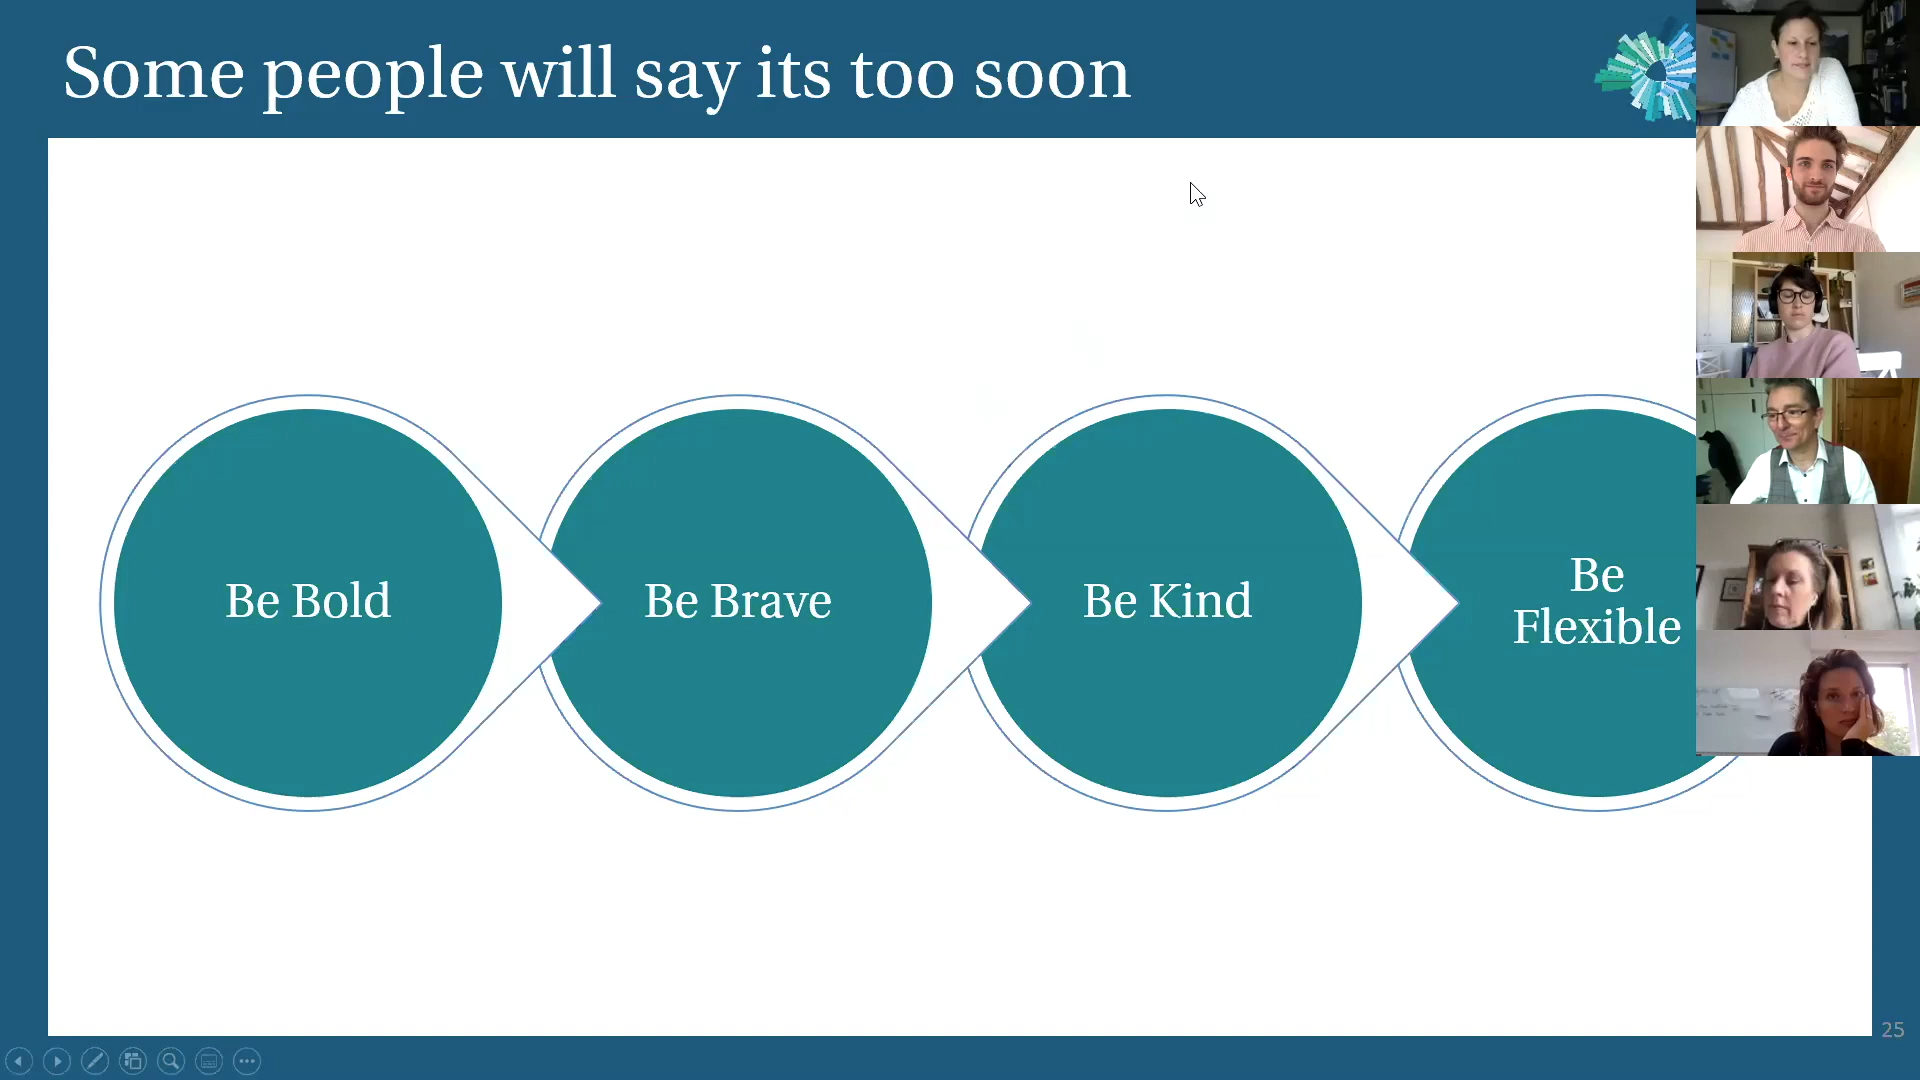 Some people will say its too soon
Be Bold
Be Brave
Be Kind
Be
Flexible
25